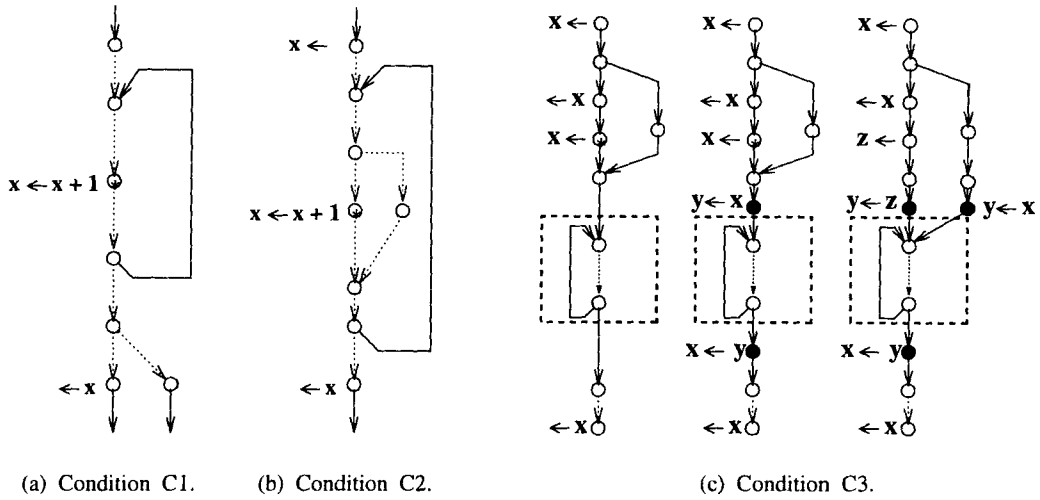 x ←
x ← x + 1
← x
(a) Condition C1.
x ←
x ← x + 1
← x
(b) Condition C2.
x ←
← x
x ←
← x
x ←
← x
x ←
y ← x
x ← y
← x
x ←
← x
z ←
y ← z
y ← x
x ← y
← x
(c) Condition C3.